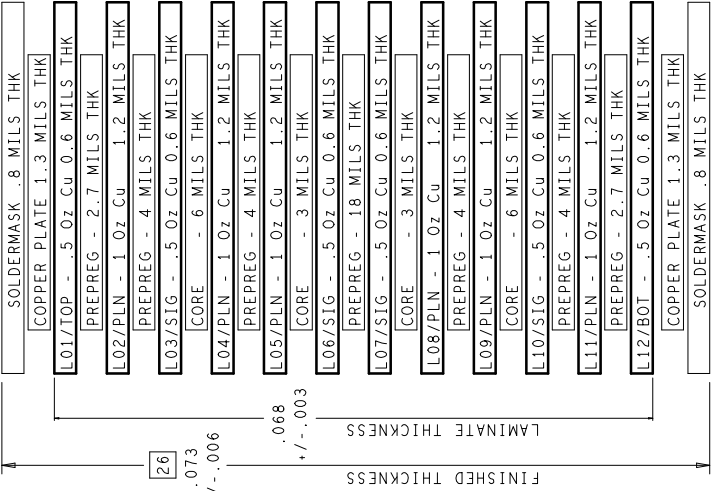 SOLDERMASK .8 MILS THK
COPPER PLATE 1.3 MILS THK
L01/TOP - .5 Oz Cu 0.6 MILS THK
PREPREG - 2.7 MILS THK
L02/PLN - 1 Oz Cu 1.2 MILS THK
PREPREG - 4 MILS THK
L03/SIG - .5 Oz Cu 0.6 MILS THK
CORE - 6 MILS THK
L04/PLN - 1 Oz Cu 1.2 MILS THK
PREPREG - 4 MILS THK
L05/PLN - 1 Oz Cu 1.2 MILS THK
CORE - 3 MILS THK
L06/SIG - .5 Oz Cu 0.6 MILS THK
PREPREG - 18 MILS THK
L07/SIG - .5 Oz Cu 0.6 MILS THK
CORE - 3 MILS THK
L08/PLN - 1 Oz Cu 1.2 MILS THK
PREPREG - 4 MILS THK
L09/PLN - 1 Oz Cu 1.2 MILS THK
CORE - 6 MILS THK
L10/SIG - .5 Oz Cu 0.6 MILS THK
PREPREG - 4 MILS THK
L11/PLN - 1 Oz Cu 1.2 MILS THK
PREPREG - 2.7 MILS THK
L12/BOT - .5 Oz Cu 0.6 MILS THK
COPPER PLATE 1.3 MILS THK
SOLDERMASK .8 MILS THK
.068
+/-.003
LAMINATE THICKNESS
26
.073
/-.006
FINISHED THICKNESS